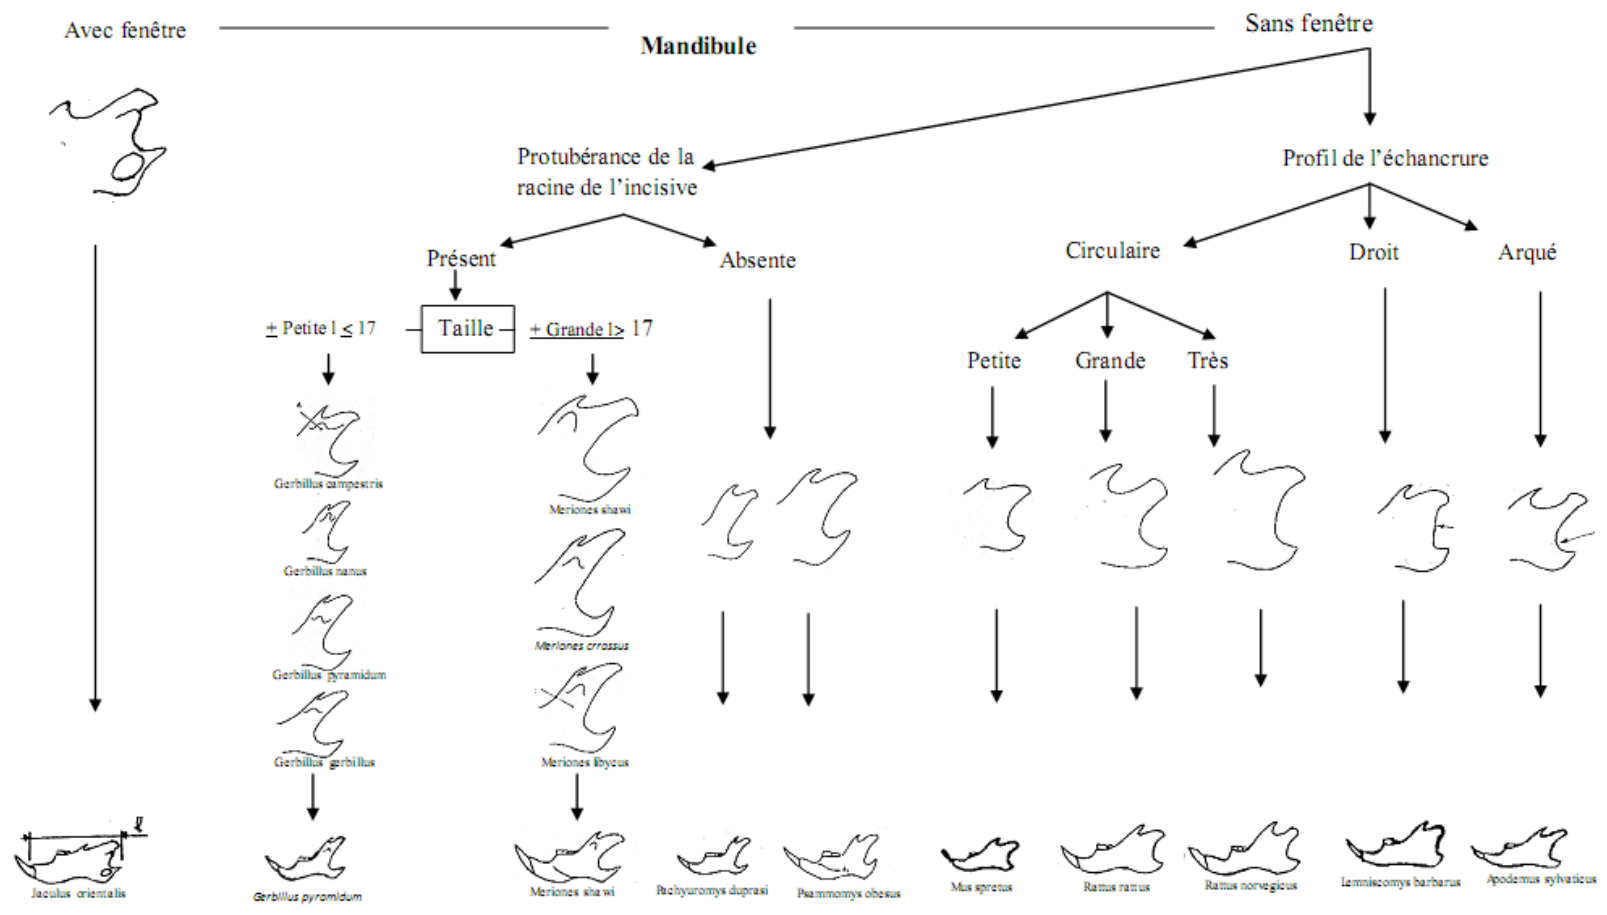 Avec fenêtre
Mandibule
Sans fenêtre
Protubérance de la
racine de l'incisive
Profil de l'échancrure
Présent
Absente
Circulaire
Droit
Arqué
+ Petite l ≤ 17
Taille
+ Grande l≥ 17
Petite
Grande
Très
Gerbillus campestris
Meriones shawi
Gerbillus nanus
Meriones crassus
Gerbillus pyramidum
Gerbillus gerbillus
Meriones libycus
l
Jaculus orientalis
Gerbillus pyramidum
Meriones shawi
Pachyuromys duprasi
Psammomys obesus
Mus spretus
Rattus rattus
Rattus norvegicus
Lemniscomys barbarus
Apodemus sylvaticus